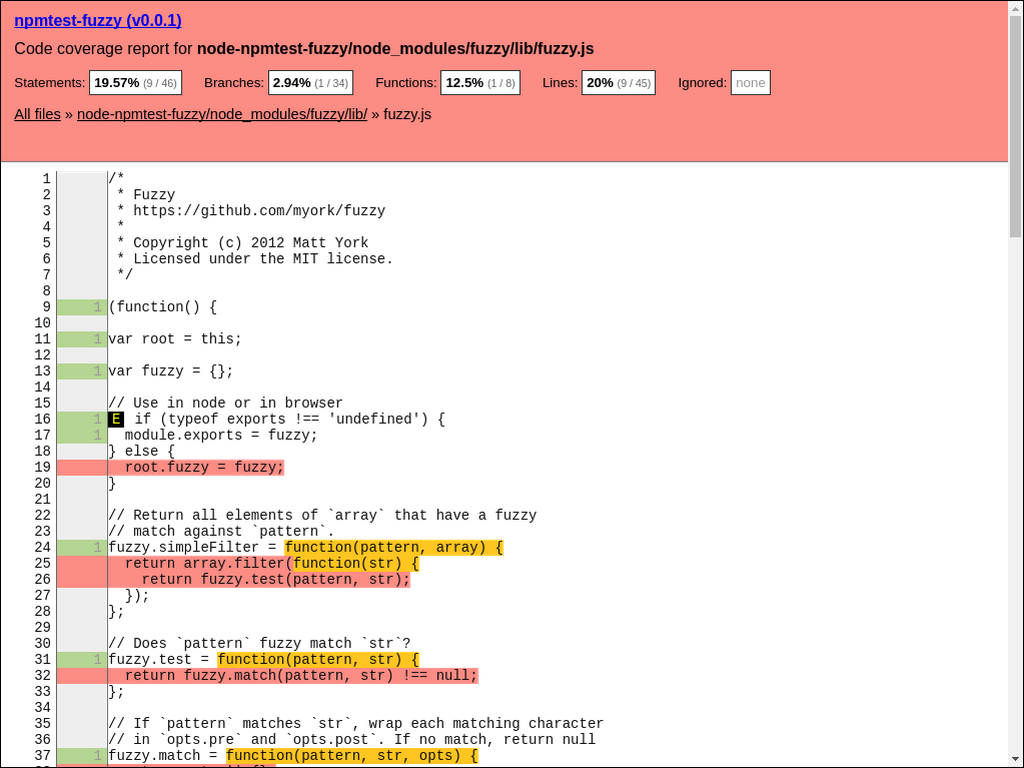 npmtest-fuzzy (v0.0.1)
Code coverage report for node-npmtest-fuzzy/node_modules/fuzzy/lib/fuzzy.js
Statements: 19.57% (9 / 46) Branches: 2.94% (1 / 34) Functions: 12.5% (1 / 8) Lines: 20% (9 / 45) Ignored: none
All files » node-npmtest-fuzzy/node_modules/fuzzy/lib/ » fuzzy.js
1 /*
2  * Fuzzy
3  * https://github.com/myork/fuzzy
4  *
5  * Copyright (c) 2012 Matt York
6  * Licensed under the MIT license.
7  */
8
9 1 (function() {
10
11 1 var root = this;
12
13 1 var fuzzy = {};
14
15 // Use in node or in browser
16 1 E if (typeof exports !== 'undefined') {
17 1   module.exports = fuzzy;
18 } else {
19   root.fuzzy = fuzzy;
20 }
21
22 // Return all elements of `array` that have a fuzzy
23 // match against `pattern`.
24 1 fuzzy.simpleFilter = function(pattern, array) {
25   return array.filter(function(str) {
26     return fuzzy.test(pattern, str);
27   });
28 };
29
30 // Does `pattern` fuzzy match `str`?
31 1 fuzzy.test = function(pattern, str) {
32   return fuzzy.match(pattern, str) !== null;
33 };
34
35 // If `pattern` matches `str`, wrap each matching character
36 // in `opts.pre` and `opts.post`. If no match, return null
37 1 fuzzy.match = function(pattern, str, opts) {